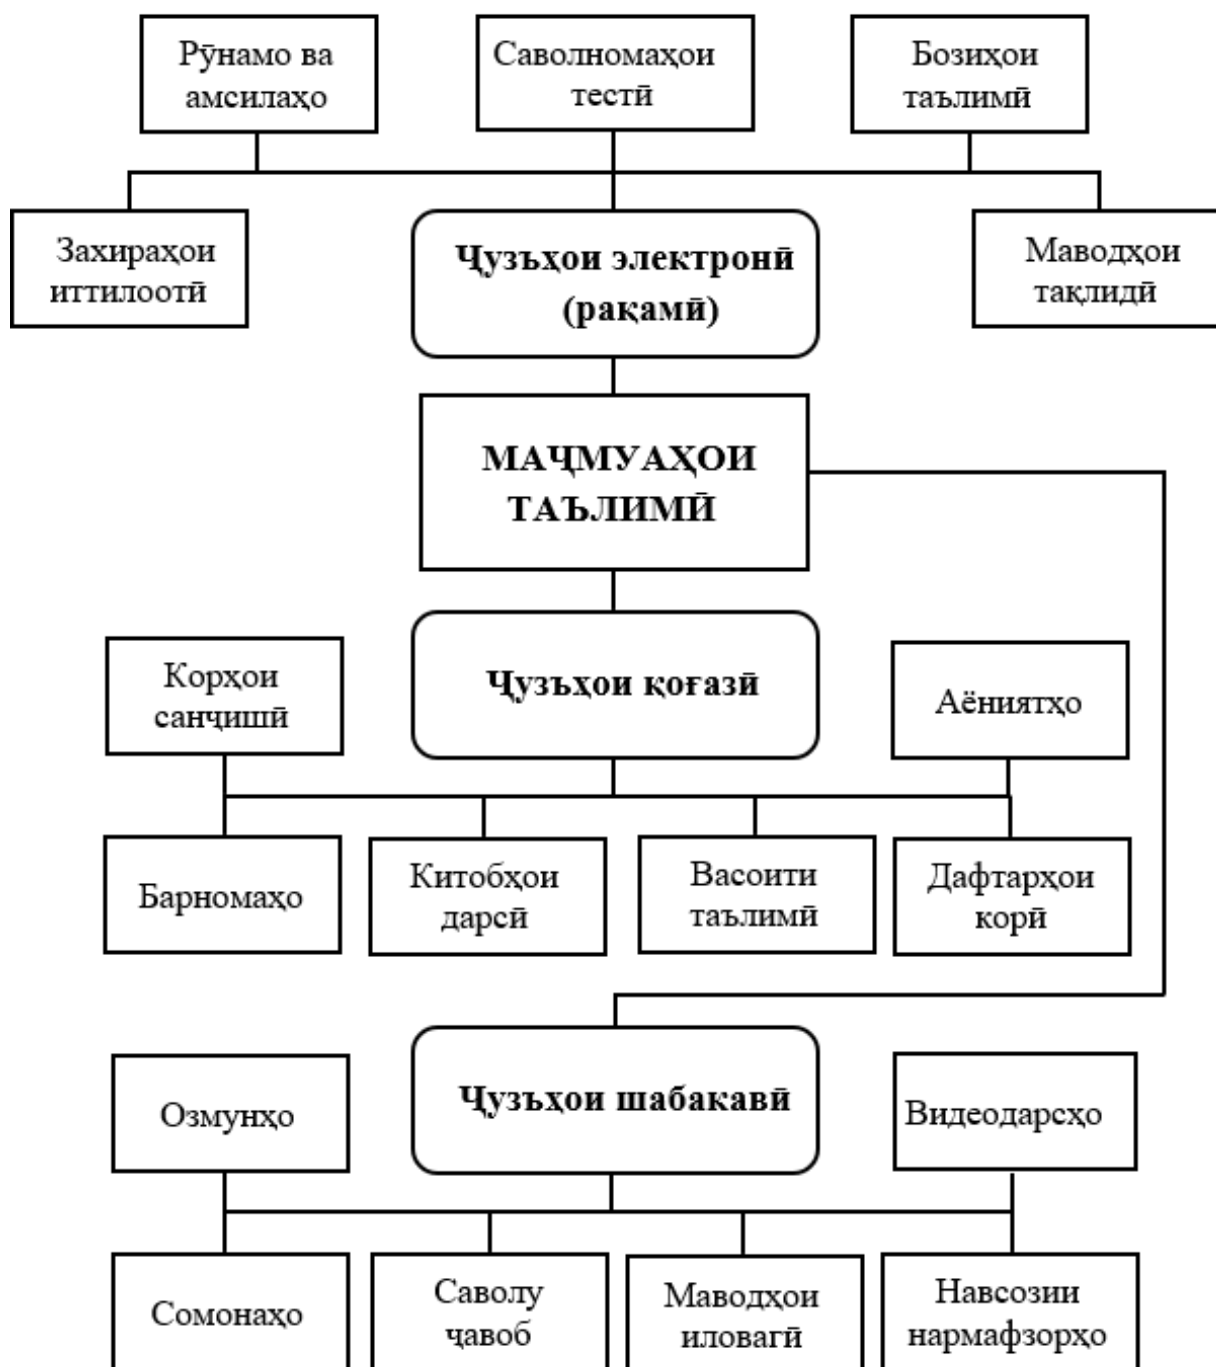 Рӯнамо ва
амсилаҳо
Саволномаҳои
тестӣ
Бозиҳои
таълимӣ
Захираҳои
иттилоотӣ
Ҷузъҳои электронӣ
(рақамӣ)
Маводҳои
тақлидӣ
МАҶМУАҲОИ
ТАЪЛИМӢ
Корҳои
санҷишӣ
Ҷузъҳои қоғазӣ
Аёниятҳо
Барномаҳо
Китобҳои
дарсӣ
Васоити
таълимӣ
Дафтарҳои
корӣ
Озмунҳо
Ҷузъҳои шабакавӣ
Видеодарсҳо
Сомонаҳо
Саволу
ҷавоб
Маводҳои
иловагӣ
Навсозии
нармафзорҳо